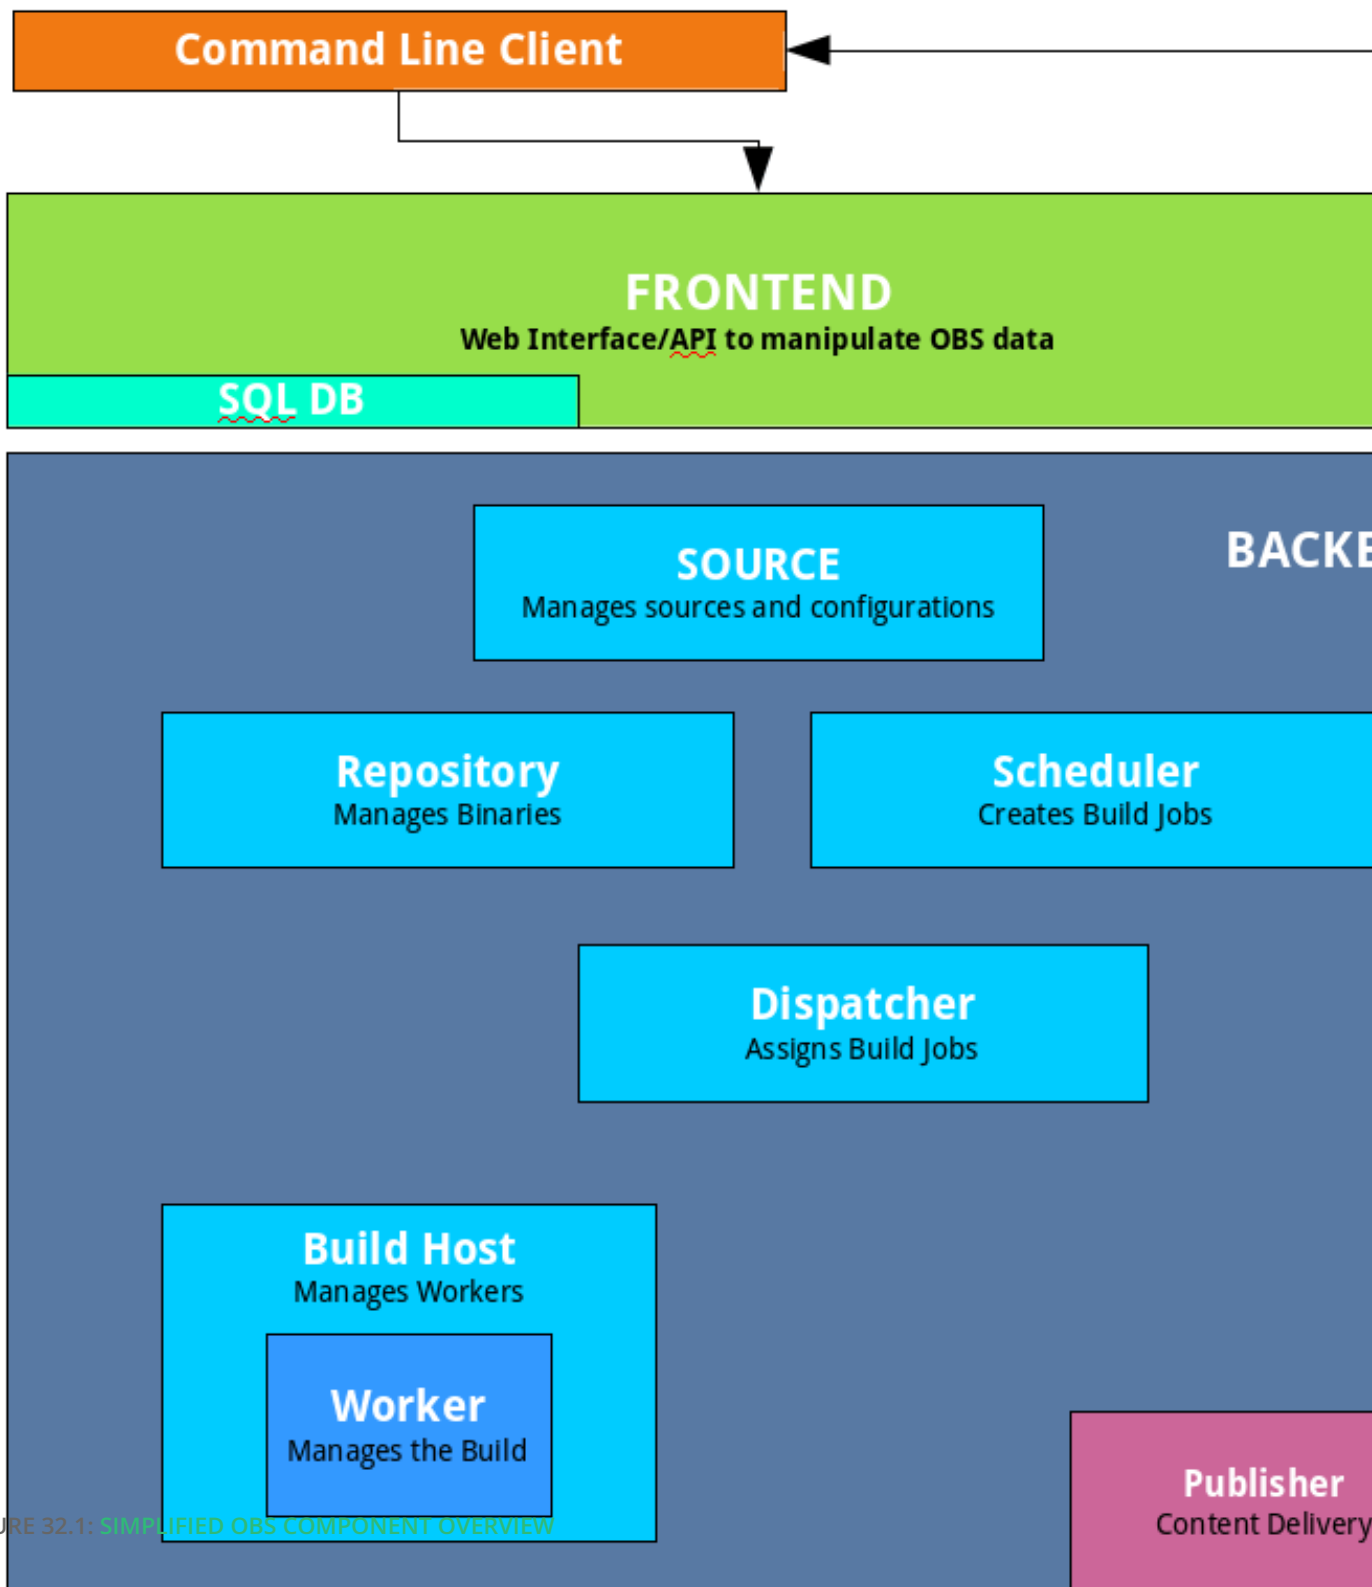 Command Line Client
FRONTEND
Web Interface/API to manipulate OBS data
SQL DB
SOURCE
Manages sources and configurations
Repository
Manages Binaries
Scheduler
Creates Build Jobs
Dispatcher
Assigns Build Jobs
Build Host
Manages Workers
Worker
Manages the Build
Publisher
Content Delivery
32.1: SIMPLIFIED OBS COMPONENT OVERVIEW